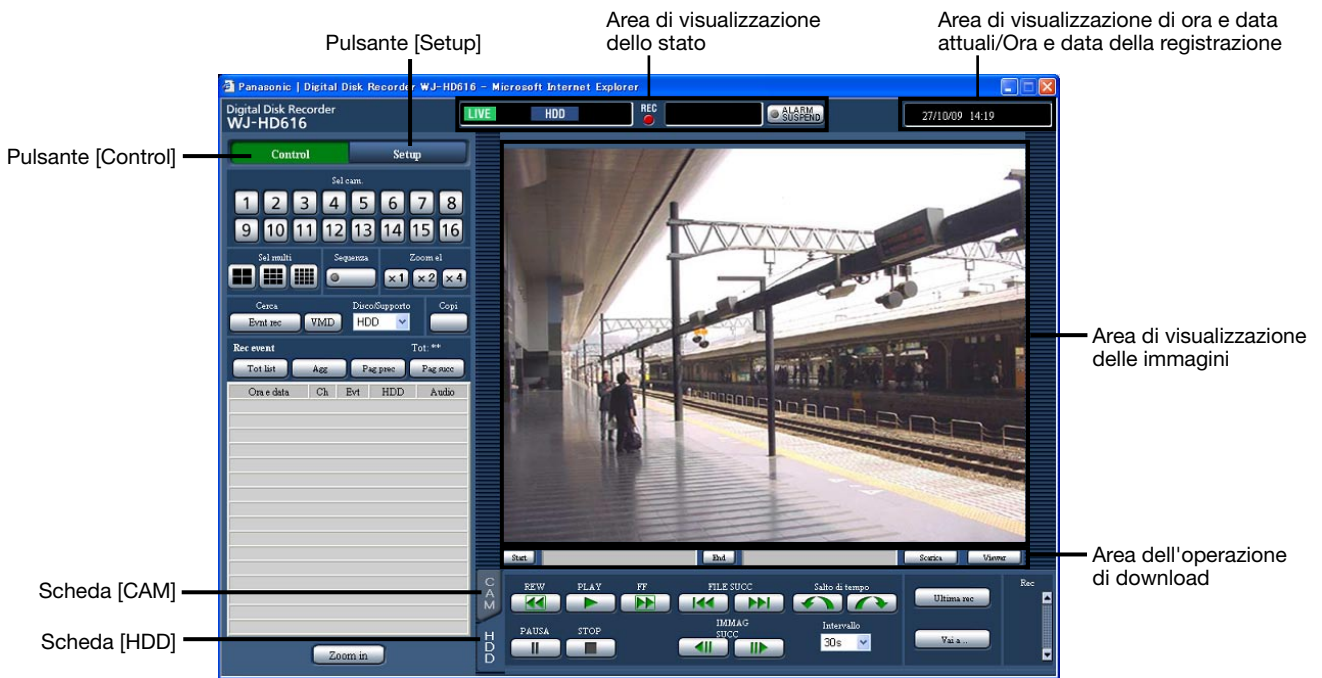 Area di visualizzazione
dello stato
Area di visualizzazione di ora e data
attuali/Ora e data della registrazione
Pulsante [Setup]
Panasonic | Digital Disk Recorder WJ-HD616 - Microsoft Internet Explorer
Digital Disk Recorder
WJ-HD616
LIVE HDD REC ALARM SUSPEND
27/10/09 14:19
Pulsante [Control]
Control Setup
Sel cam.
1 2 3 4 5 6 7 8
9 10 11 12 13 14 15 16
Sel multi Sequenza Zoom el
x1 x2 x4
Cerca Disco/Supporto Copi
Evnt rec VMD HDD
Rec event Tot: **
Tot list Agg Pag prec Pag succ
Ora e data Ch Evt HDD Audio
Area di visualizzazione
delle immagini
Start End Scarica Viewer
Area dell'operazione
di download
Scheda [CAM]
CAM
REW PLAY FF FILE SUCC Salto di tempo
Ultima rec
Rec
Scheda [HDD]
HDD
PAUSA STOP IMMAG SUCC Intervallo
30s
Vai a...
Zoom in